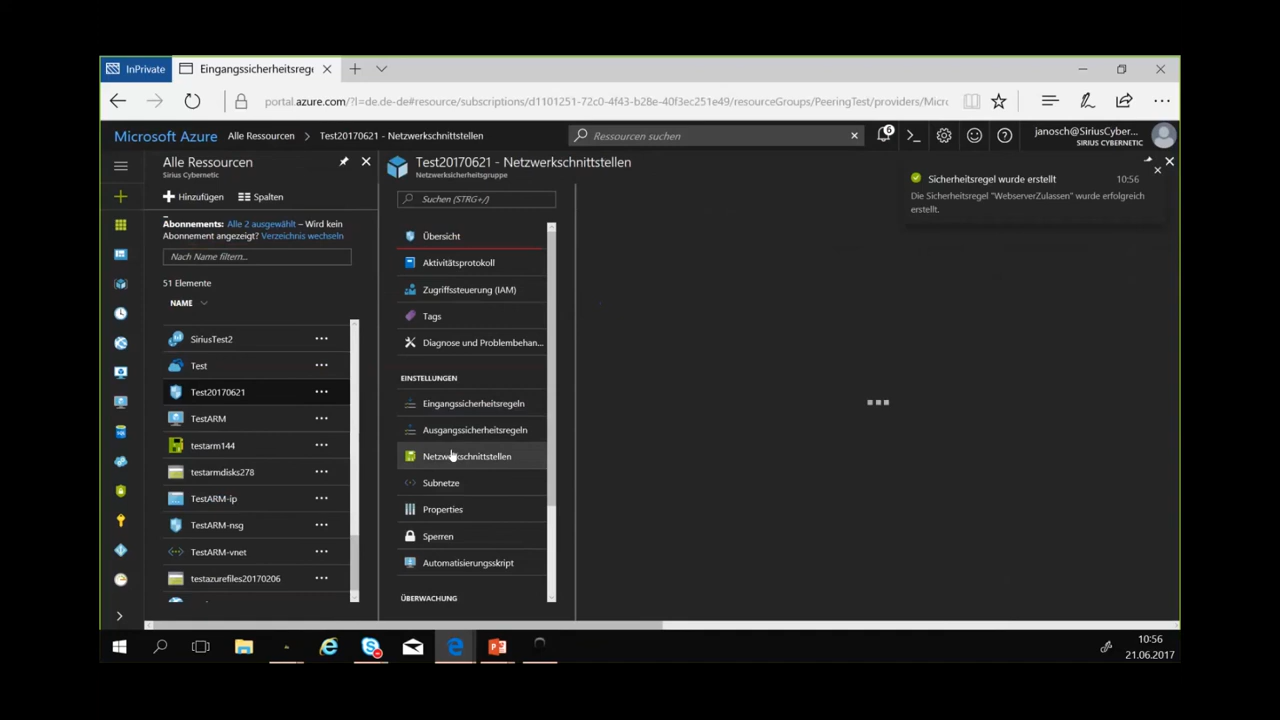 InPrivate
Eingangssicherheitsrege
portal.azure.com/?l=de.de-de#resource/subscriptions/d1101251-72c0-4f43-b28e-40f3ec251e49/resourceGroups/PeeringTest/providers/Micro
Microsoft Azure
Alle Ressourcen > Test20170621 - Netzwerkschnittstellen
Ressourcen suchen
6
janosch@SiriusCyber...
SIRIUS CYBERNETIC
Alle Ressourcen
Sirius Cybernetic
Hinzufügen
Spalten
Abonnements: Alle 2 ausgewählt – Wird kein
Abonnement angezeigt? Verzeichnis wechseln
Nach Name filtern...
51 Elemente
NAME
SiriusTest2
Test
Test20170621
TestARM
testarm144
testarmdisks278
TestARM-ip
TestARM-nsg
TestARM-vnet
testazurefiles20170206
Test20170621 - Netzwerkschnittstellen
Netzwerksicherheitsgruppe
Suchen (STRG+/)
Übersicht
Aktivitätsprotokoll
Zugriffssteuerung (IAM)
Tags
Diagnose und Problembehan...
EINSTELLUNGEN
Eingangssicherheitsregeln
Ausgangssicherheitsregeln
Netzwerkschnittstellen
Subnetze
Properties
Sperren
Automatisierungsskript
ÜBERWACHUNG
Sicherheitsregel wurde erstellt
10:56
Die Sicherheitsregel "WebserverZulassen" wurde erfolgreich
erstellt.
10:56
21.06.2017